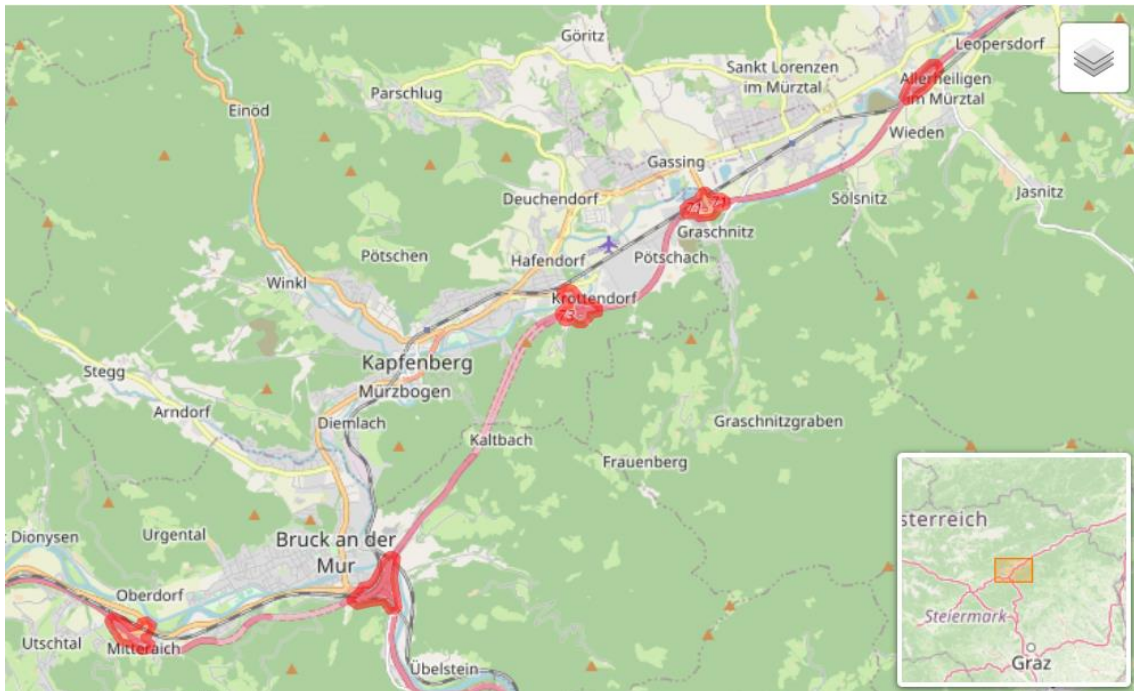 Göritz
Leopersdorf
Sankt Lorenzen
im Mürztal
Allerheiligen
am Mürztal
Parschlug
Einöd
Wieden
Gassing
Jasnitz
Deuchendorf
Sölsnitz
Graschnitz
Pötschen
Hafendorf
Pötschach
Winkl
Krottendorf
Kapfenberg
Stegg
Mürzbogen
Arndorf
Diemlach
Graschnitzgraben
Kaltbach
Frauenberg
Bruck an der
Mur
Urgental
Dionysen
Oberdorf
Utschtal
Mitteraich
Übelstein
sterreich
Steiermark
Graz